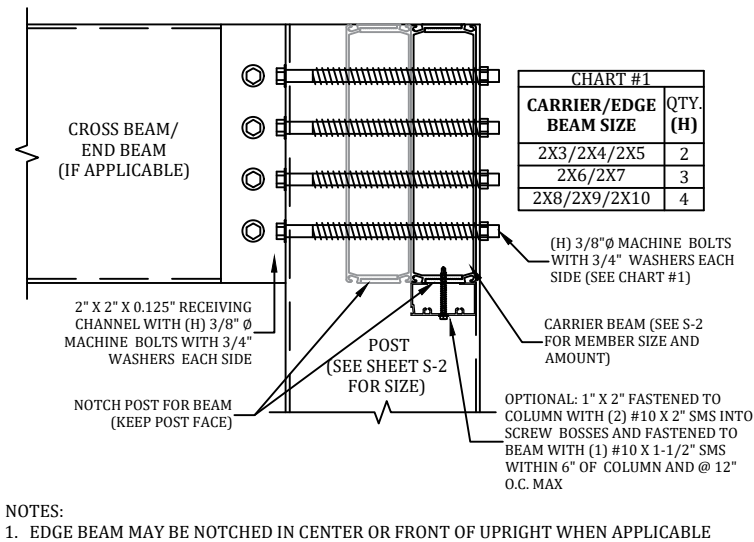 CROSS BEAM/
END BEAM
(IF APPLICABLE)
CHART #1
CARRIER/EDGE BEAM SIZE QTY. (H)
2X3/2X4/2X5 2
2X6/2X7 3
2X8/2X9/2X10 4
(H) 3/8"Ø MACHINE BOLTS
WITH 3/4" WASHERS EACH
SIDE (SEE CHART #1)
2" X 2" X 0.125" RECEIVING
CHANNEL WITH (H) 3/8" Ø
MACHINE BOLTS WITH 3/4"
WASHERS EACH SIDE
CARRIER BEAM (SEE S-2
FOR MEMBER SIZE AND
AMOUNT)
POST
(SEE SHEET S-2
FOR SIZE)
NOTCH POST FOR BEAM
(KEEP POST FACE)
OPTIONAL: 1" X 2" FASTENED TO
COLUMN WITH (2) #10 X 2" SMS INTO
SCREW BOSSES AND FASTENED TO
BEAM WITH (1) #10 X 1-1/2" SMS
WITHIN 6" OF COLUMN AND @ 12"
O.C. MAX
NOTES:
1. EDGE BEAM MAY BE NOTCHED IN CENTER OR FRONT OF UPRIGHT WHEN APPLICABLE